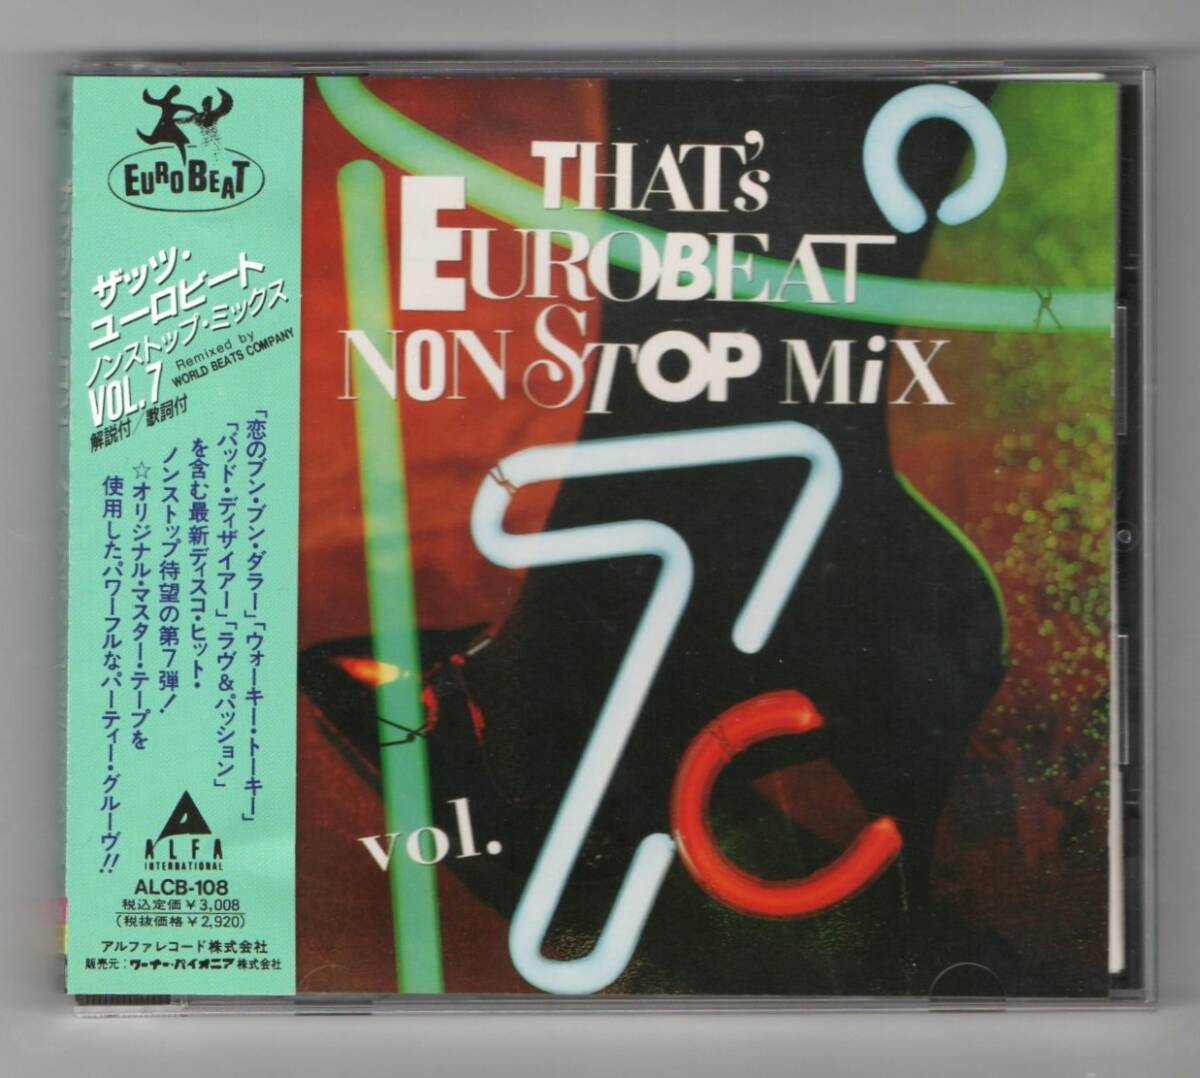 EUROBEAT
ザッツ・
ユーロビート
ノンストップ・ミックス
VOL.7
Remixed by
WORLD BEATS COMPANY
解説付/歌詞付
「恋のブン・ブン・ダラー」「ウォーキー・トーキー」
「バッド・ディザイアー」「ラヴ&パッション」
を含む最新ディスコ・ヒット・
ノンストップ待望の第7弾!
☆オリジナル・マスター・テープを
使用したパワーフルなパーティー・グルーヴ!!
ALFA
INTERNATIONAL
ALCB-108
税込定価¥3,008
(税抜価格¥2,920)
アルファレコード株式会社
販売元:ワーナー・パイオニア株式会社
THAT's
EUROBEAT
NON STOP MiX
vol.
7